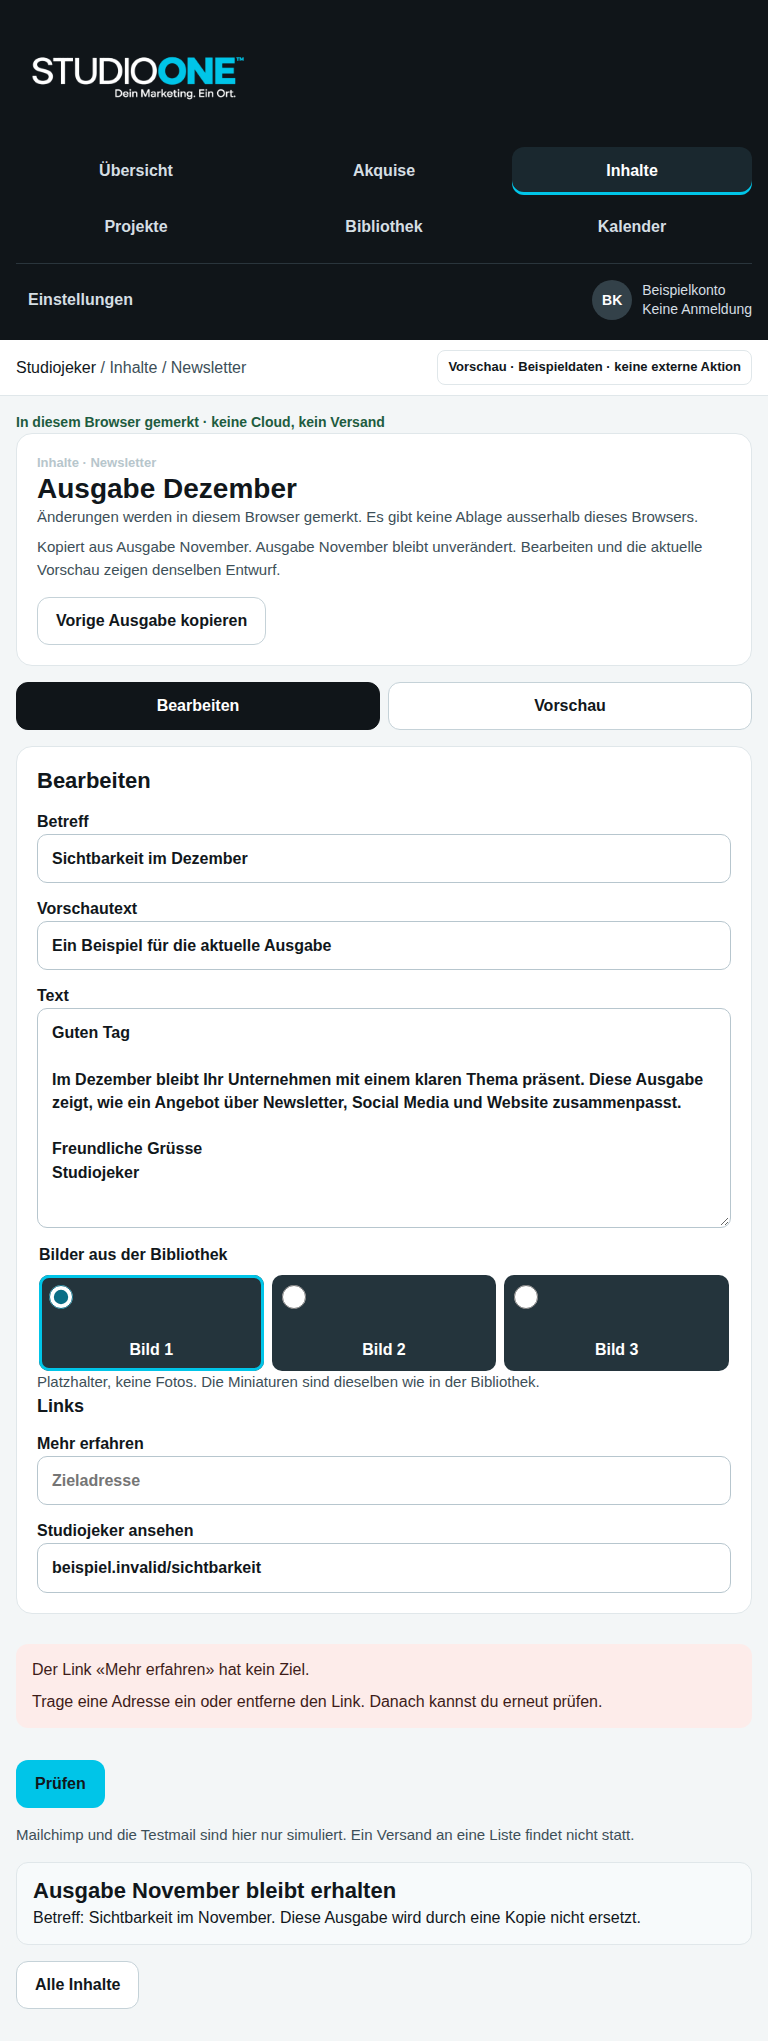 STUDIOONE™
Dein Marketing. Ein Ort.
Übersicht
Akquise
Inhalte
Projekte
Bibliothek
Kalender
Einstellungen
BK
Beispielkonto
Keine Anmeldung
Studiojeker / Inhalte / Newsletter
Vorschau · Beispieldaten · keine externe Aktion
In diesem Browser gemerkt · keine Cloud, kein Versand
Inhalte · Newsletter
Ausgabe Dezember
Änderungen werden in diesem Browser gemerkt. Es gibt keine Ablage ausserhalb dieses Browsers.
Kopiert aus Ausgabe November. Ausgabe November bleibt unverändert. Bearbeiten und die aktuelle
Vorschau zeigen denselben Entwurf.
Vorige Ausgabe kopieren
Bearbeiten
Vorschau
Bearbeiten
Betreff
Sichtbarkeit im Dezember
Vorschautext
Ein Beispiel für die aktuelle Ausgabe
Text
Guten Tag
Im Dezember bleibt Ihr Unternehmen mit einem klaren Thema präsent. Diese Ausgabe
zeigt, wie ein Angebot über Newsletter, Social Media und Website zusammenpasst.
Freundliche Grüsse
Studiojeker
Bilder aus der Bibliothek
Bild 1
Bild 2
Bild 3
Platzhalter, keine Fotos. Die Miniaturen sind dieselben wie in der Bibliothek.
Links
Mehr erfahren
Zieladresse
Studiojeker ansehen
beispiel.invalid/sichtbarkeit
Der Link «Mehr erfahren» hat kein Ziel.
Trage eine Adresse ein oder entferne den Link. Danach kannst du erneut prüfen.
Prüfen
Mailchimp und die Testmail sind hier nur simuliert. Ein Versand an eine Liste findet nicht statt.
Ausgabe November bleibt erhalten
Betreff: Sichtbarkeit im November. Diese Ausgabe wird durch eine Kopie nicht ersetzt.
Alle Inhalte